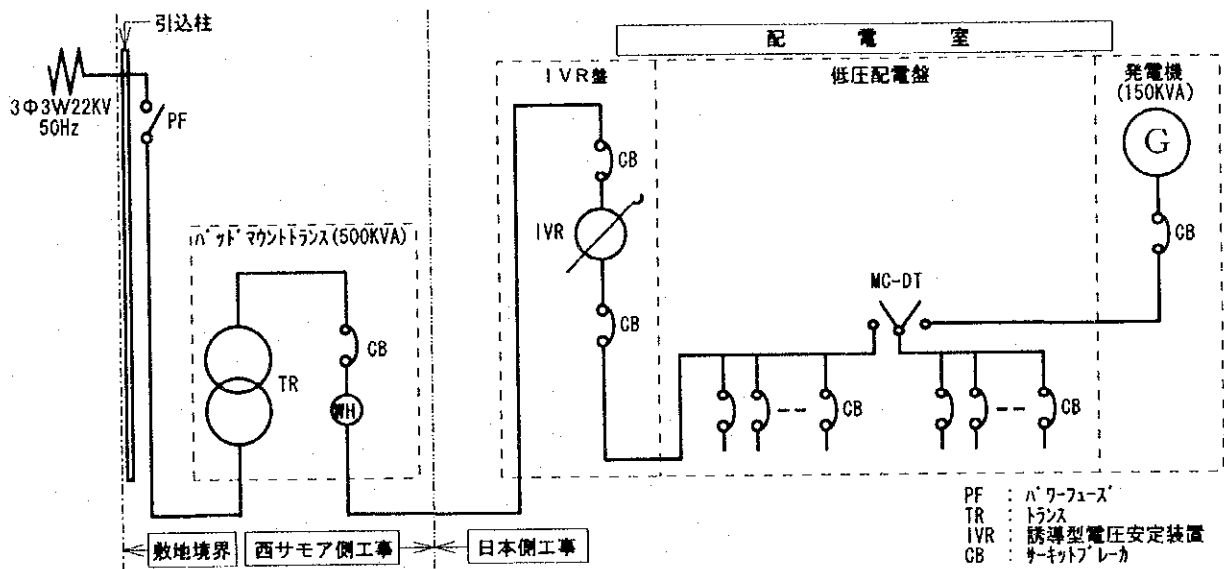 引込柱
3Φ3W22KV
50Hz
PF
パッドマウントトランス(500KVA)
TR
CB
WH
配電室
IVR盤
低圧配電盤
発電機
(150KVA)
CB
IVR
CB
G
CB
MC-DT
CB
CB
敷地境界
西サモア側工事
日本側工事
PF : パワーフューズ
TR : トランス
IVR : 誘導型電圧安定装置
CB : サーキットブレーカ